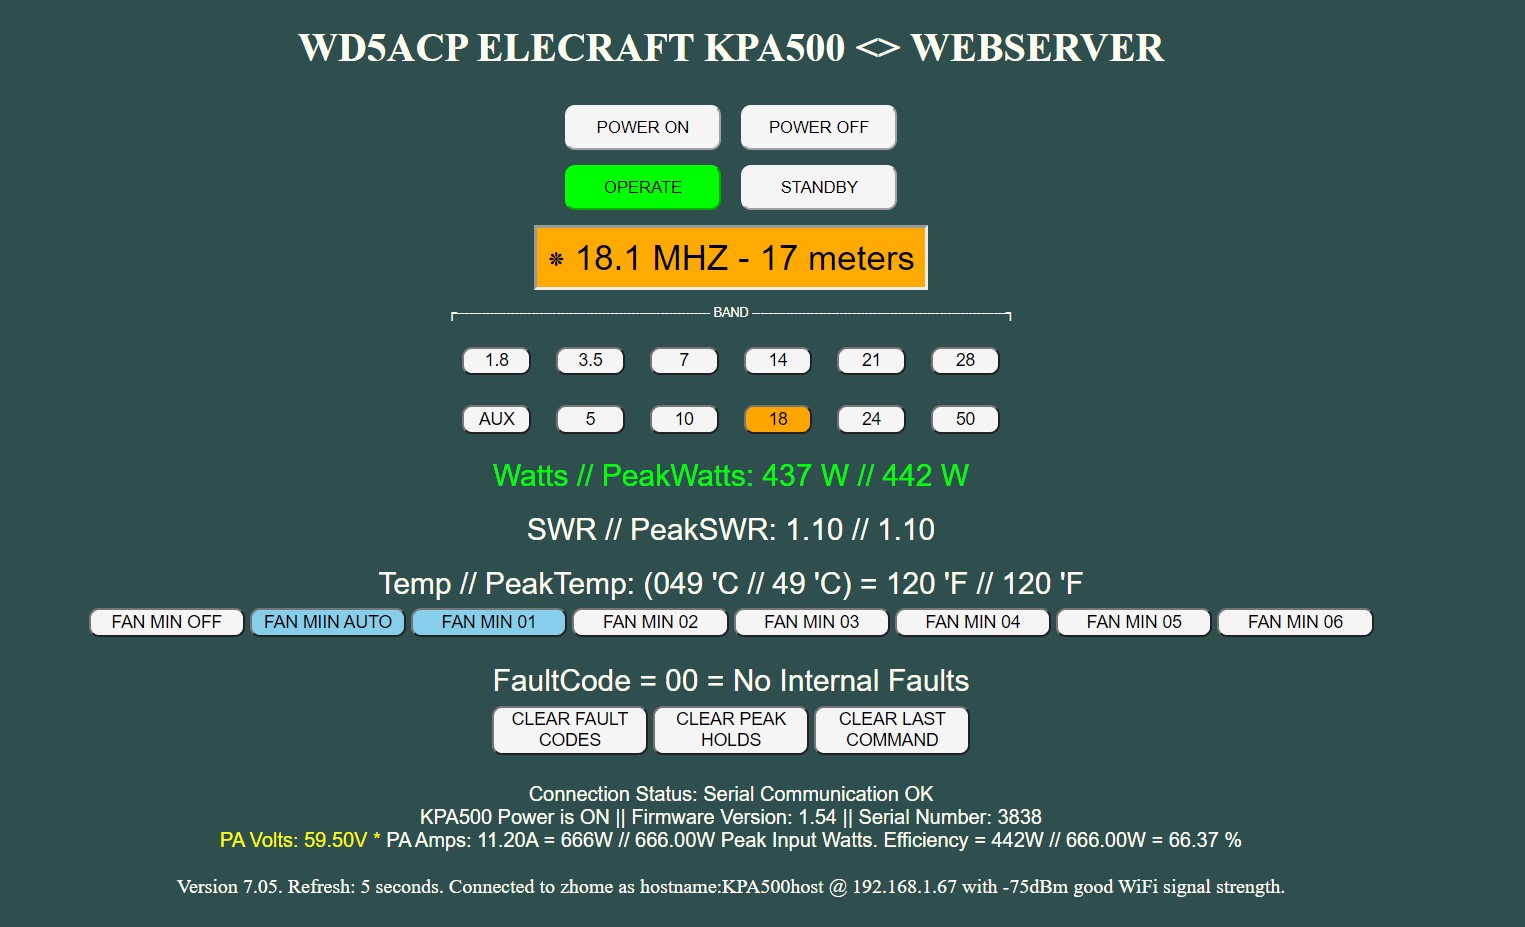 WD5ACP ELECRAFT KPA500 <> WEBSERVER
POWER ON POWER OFF
OPERATE STANDBY
❊ 18.1 MHZ - 17 meters
BAND
1.8 3.5 7 14 21 28
AUX 5 10 18 24 50
Watts // PeakWatts: 437 W // 442 W
SWR // PeakSWR: 1.10 // 1.10
Temp // PeakTemp: (049 'C // 49 'C) = 120 'F // 120 'F
FAN MIN OFF FAN MIIN AUTO FAN MIN 01 FAN MIN 02 FAN MIN 03 FAN MIN 04 FAN MIN 05 FAN MIN 06
FaultCode = 00 = No Internal Faults
CLEAR FAULT CODES CLEAR PEAK HOLDS CLEAR LAST COMMAND
Connection Status: Serial Communication OK
KPA500 Power is ON || Firmware Version: 1.54 || Serial Number: 3838
PA Volts: 59.50V * PA Amps: 11.20A = 666W // 666.00W Peak Input Watts. Efficiency = 442W // 666.00W = 66.37 %
Version 7.05. Refresh: 5 seconds. Connected to zhome as hostname:KPA500host @ 192.168.1.67 with -75dBm good WiFi signal strength.